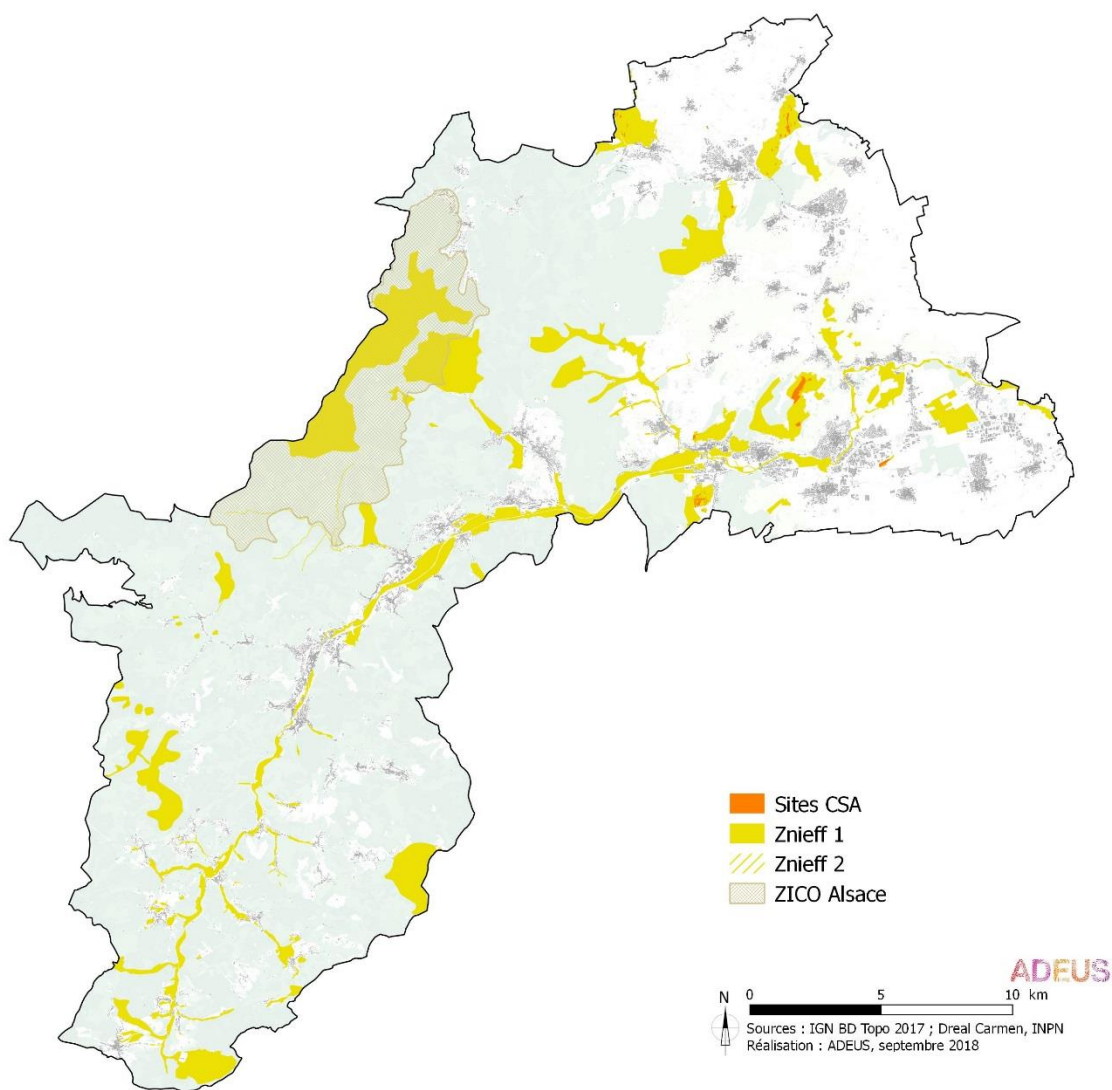 Sites CSA
Znieff 1
Znieff 2
ZICO Alsace
ADEUS
0 5 10 km
N
Sources : IGN BD Topo 2017 ; Dreal Carmen, INPN
Réalisation : ADEUS, septembre 2018